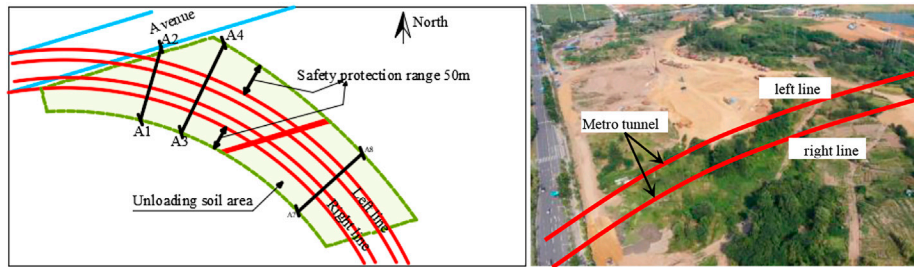 Avenue
A2
A4
North
Safety protection range 50m
A1
A3
A8
Unloading soil area
A7
Right line
Left line
left line
Metro tunnel
right line